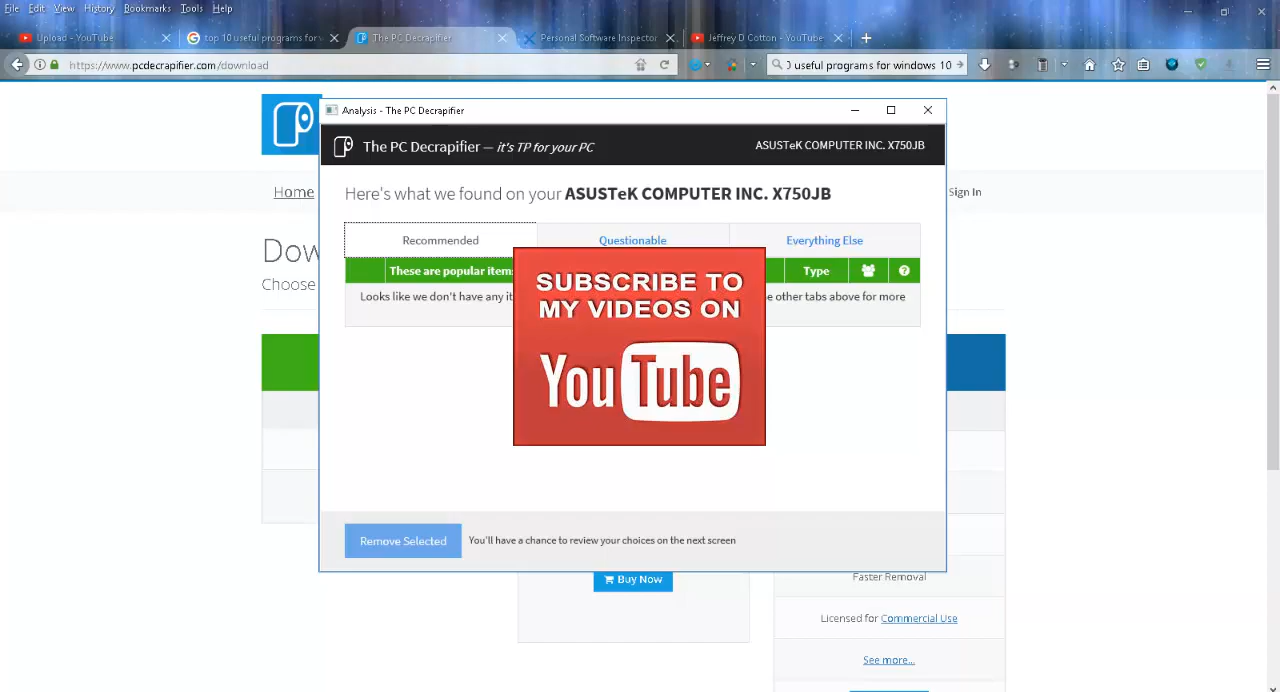 File Edit View History Bookmarks Tools Help
Upload - YouTube
top 10 useful programs for
The PC Decrapifier
Personal Software Inspector
Jeffrey D Cotton - YouTube
https://www.pcdecrapifier.com/download
useful programs for windows 10
Analysis - The PC Decrapifier
The PC Decrapifier — it's TP for your PC
ASUSTeK COMPUTER INC. X750JB
Home
Sign In
Here's what we found on your ASUSTeK COMPUTER INC. X750JB
Choose
Recommended
Questionable
Everything Else
These are popular
Type
Looks like we don't have any
other tabs above for more
SUBSCRIBE TO
MY VIDEOS ON
YouTube
Remove Selected
You'll have a chance to review your choices on the next screen
Buy Now
Faster Removal
Licensed for Commercial Use
See more...